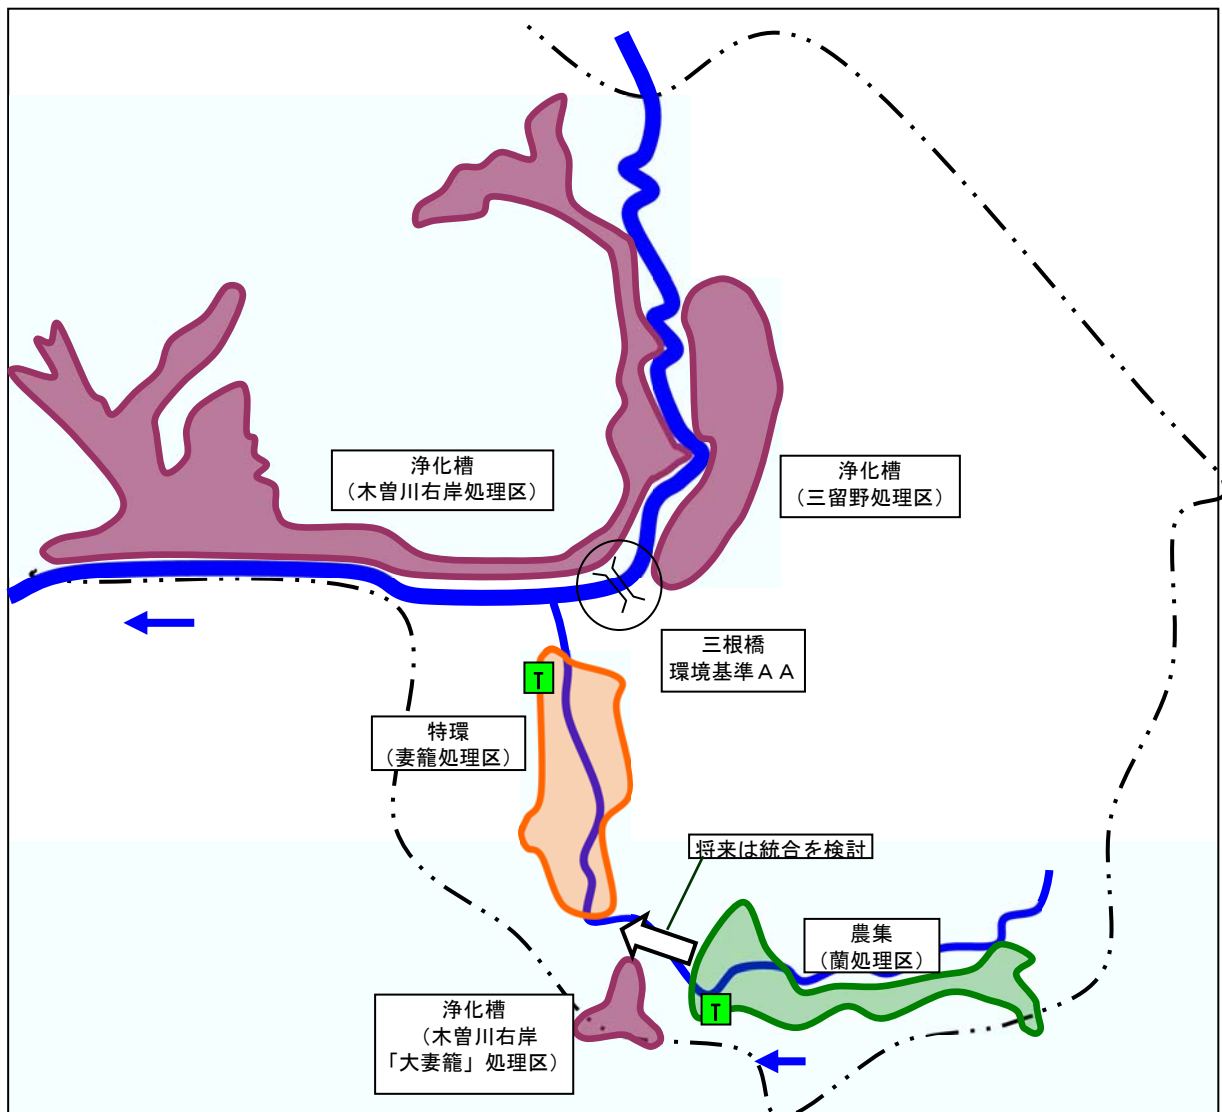 浄化槽
（木曽川右岸処理区）
浄化槽
（三留野処理区）
三根橋
環境基準ＡＡ
T
特環
（妻籠処理区）
将来は統合を検討
農集
（蘭処理区）
T
浄化槽
（木曽川右岸
「大妻籠」処理区）